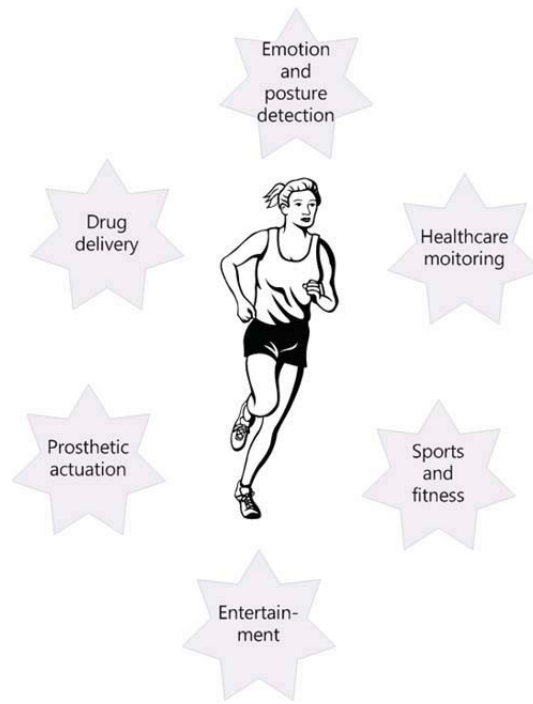 Emotion
and
posture
detection
Drug
delivery
Healthcare
moitoring
Prosthetic
actuation
Sports
and
fitness
Entertain-
ment